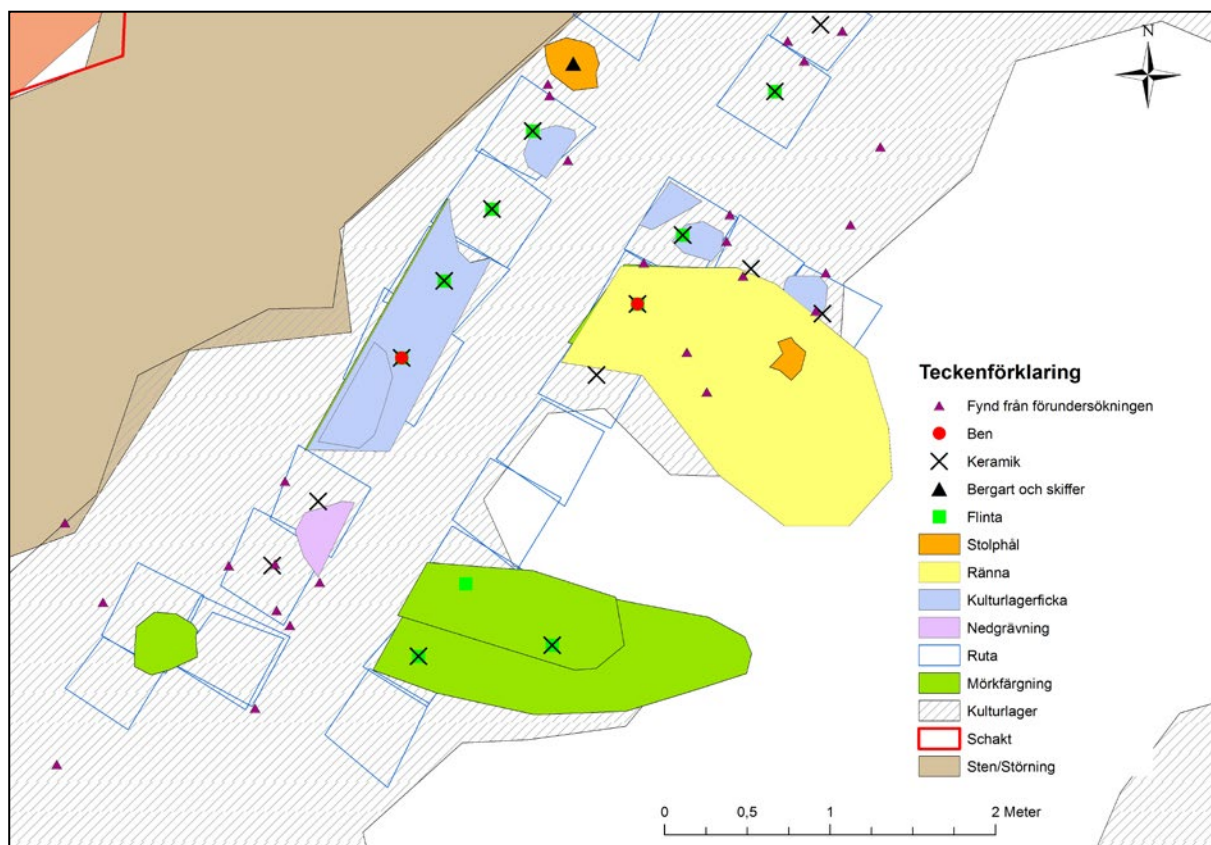 N
Teckenförklaring
Fynd från förundersökningen
Ben
Keramik
Bergart och skiffer
Flinta
Stolphål
Ränna
Kulturlagerficka
Nedgrävning
Ruta
Mörkfärgning
Kulturlager
Schakt
Sten/Störning
0 0,5 1 2 Meter